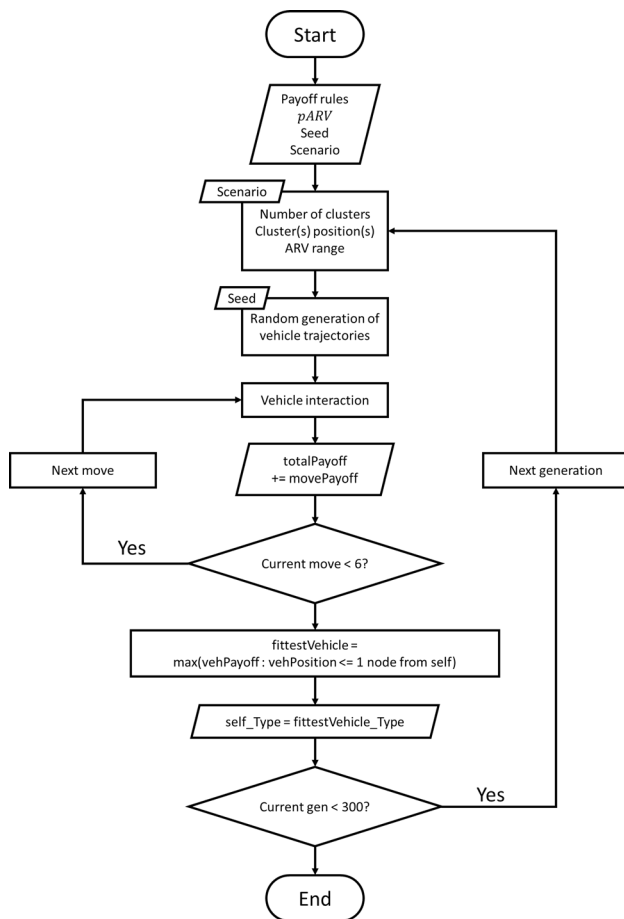 Start
Payoff rules
pARV
Seed
Scenario
Scenario
Number of clusters
Cluster(s) position(s)
ARV range
Seed
Random generation of
vehicle trajectories
Vehicle interaction
Next move
totalPayoff
+= movePayoff
Next generation
Yes
Current move < 6?
fittestVehicle =
max(vehPayoff : vehPosition <= 1 node from self)
self_Type = fittestVehicle_Type
Current gen < 300?
Yes
End